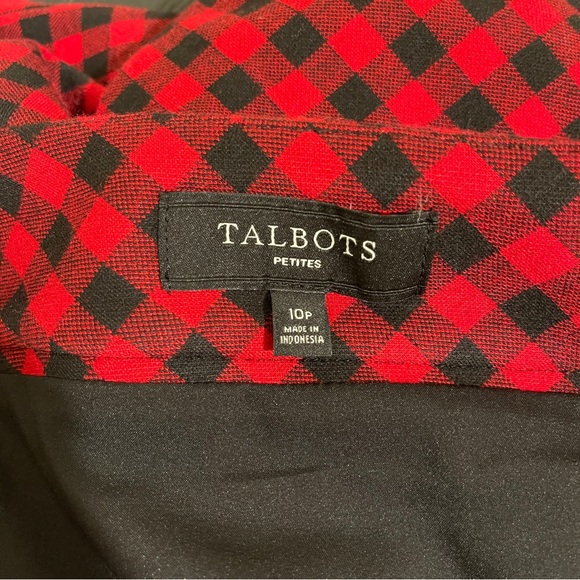 TALBOTS
PETITES
10P
MADE IN
INDONESIA